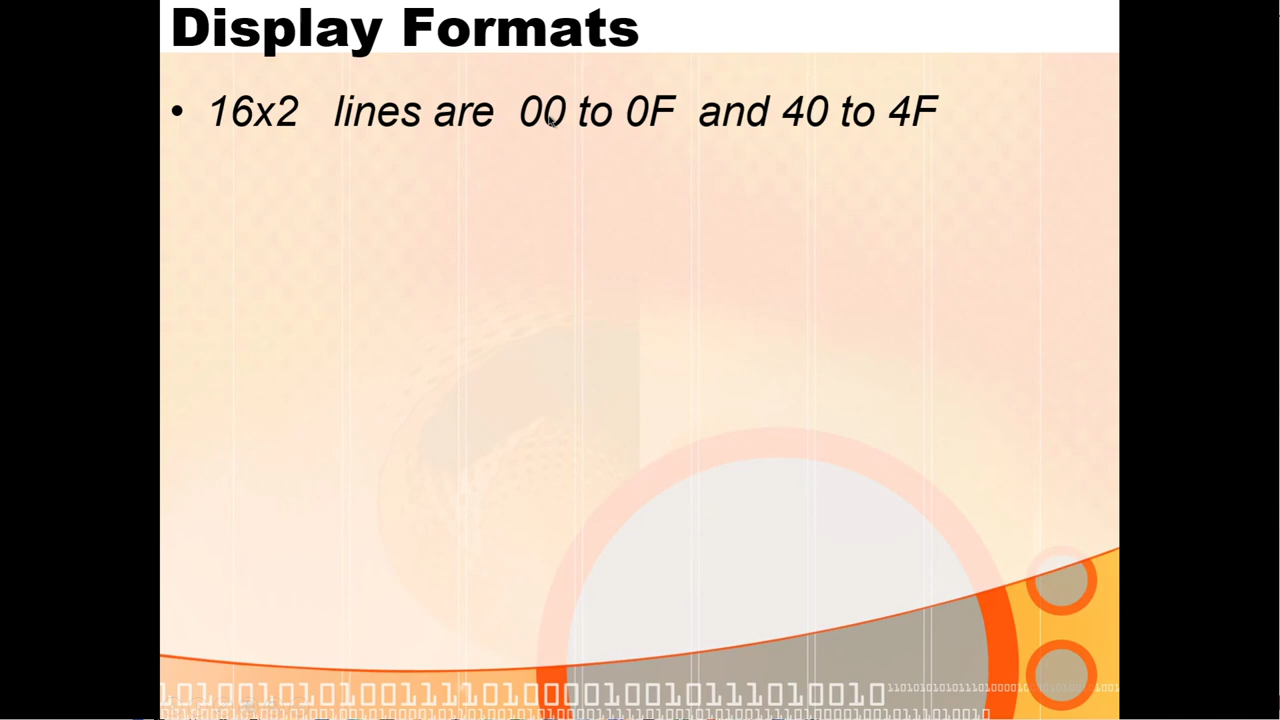 Display Formats
• 16x2 lines are 00 to 0F and 40 to 4F